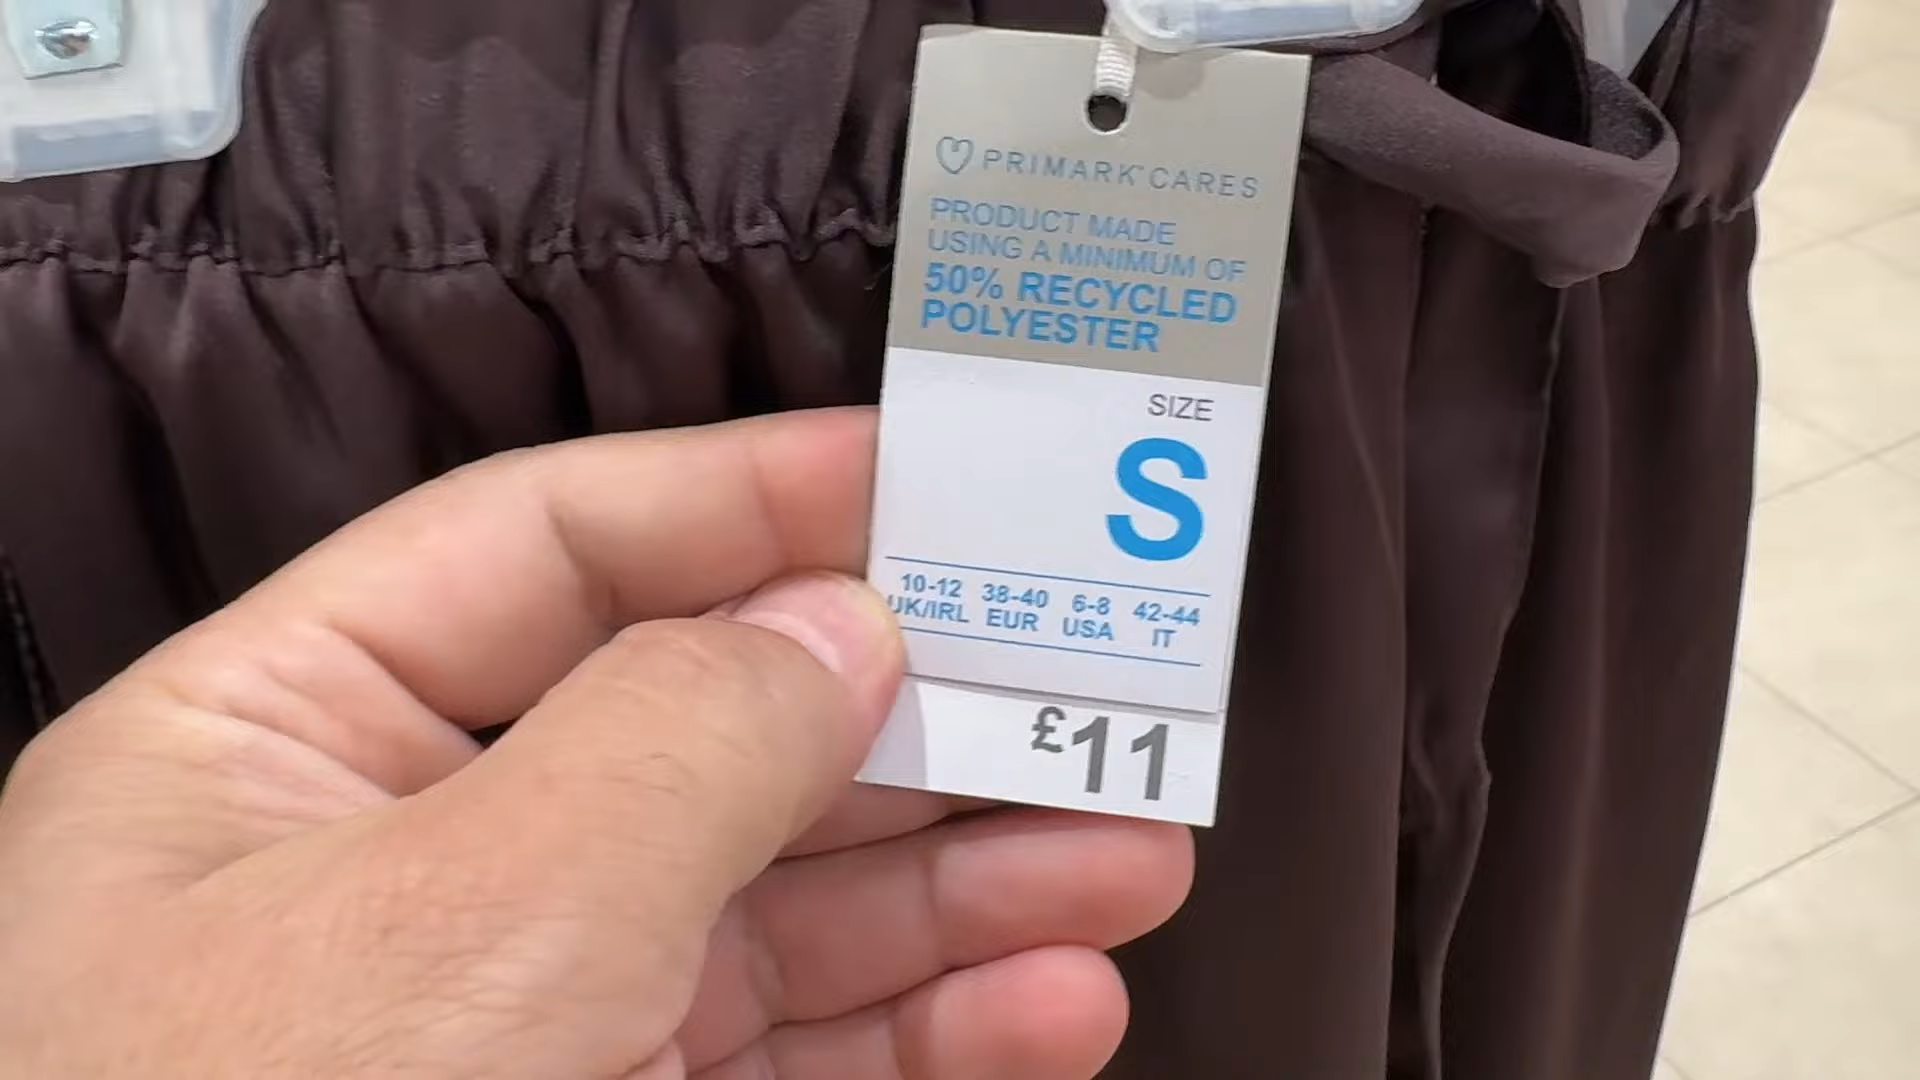 PRIMARK® CARES
PRODUCT MADE
USING A MINIMUM OF
50% RECYCLED
POLYESTER
SIZE
S
10-12 38-40 6-8 42-44
UK/IRL EUR USA IT
£11